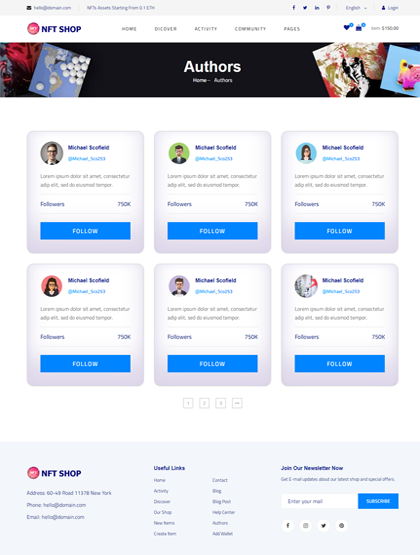 hello@domain.com NFTs Assets Starting From 0.1 ETH English Login
NFT SHOP HOME DICOVER ACTIVITY COMMUNITY PAGES item: $150.00
Authors
Home – Authors
Michael Scofield
@Michael_Sco253
Lorem ipsum dolor sit amet, consectetur
adip elit, sed do eiusmod tempor.
Followers 750K
FOLLOW
Michael Scofield
@Michael_Sco253
Lorem ipsum dolor sit amet, consectetur
adip elit, sed do eiusmod tempor.
Followers 750K
FOLLOW
Michael Scofield
@Michael_Sco253
Lorem ipsum dolor sit amet, consectetur
adip elit, sed do eiusmod tempor.
Followers 750K
FOLLOW
Michael Scofield
@Michael_Sco253
Lorem ipsum dolor sit amet, consectetur
adip elit, sed do eiusmod tempor.
Followers 750K
FOLLOW
Michael Scofield
@Michael_Sco253
Lorem ipsum dolor sit amet, consectetur
adip elit, sed do eiusmod tempor.
Followers 750K
FOLLOW
Michael Scofield
@Michael_Sco253
Lorem ipsum dolor sit amet, consectetur
adip elit, sed do eiusmod tempor.
Followers 750K
FOLLOW
1 2 3
NFT SHOP
Address: 60-49 Road 11378 New York
Phone: hello@domain.com
Email: hello@domain.com
Useful Links
Home Contact
Activity Blog
Discover Blog Post
Our Shop Help Center
New Items Authors
Create Item Add Wallet
Join Our Newsletter Now
Get E-mail updates about our latest shop and special offers.
Enter your mail SUBSCRIBE